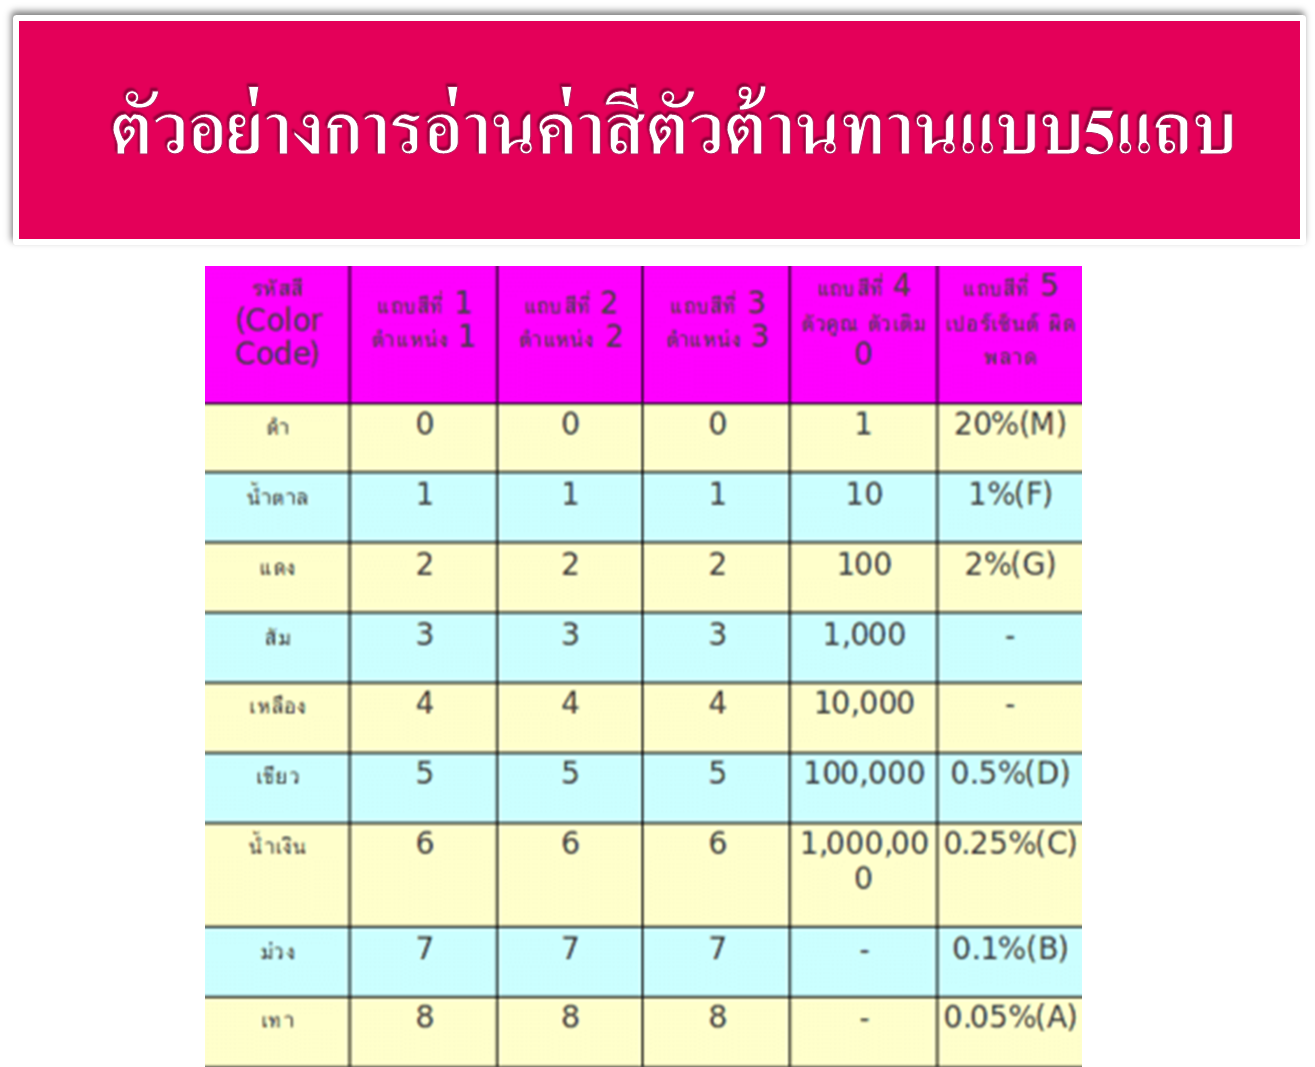 ตัวอย่างการอ่านค่าสีตัวต้านทานแบบ5แถบ
รหัสสี (Color Code) แถบสีที่ 1 ตำแหน่ง 1 แถบสีที่ 2 ตำแหน่ง 2 แถบสีที่ 3 ตำแหน่ง 3 แถบสีที่ 4 ตัวคูณ ตัวเติม 0 แถบสีที่ 5 เปอร์เซ็นต์ ผิดพลาด
ดำ 0 0 0 1 20%(M)
น้ำตาล 1 1 1 10 1%(F)
แดง 2 2 2 100 2%(G)
ส้ม 3 3 3 1,000 -
เหลือง 4 4 4 10,000 -
เขียว 5 5 5 100,000 0.5%(D)
น้ำเงิน 6 6 6 1,000,000 0.25%(C)
ม่วง 7 7 7 - 0.1%(B)
เทา 8 8 8 - 0.05%(A)